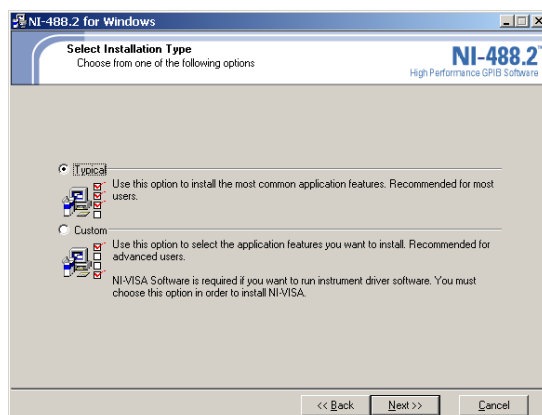 NI-488.2 for Windows
Select Installation Type
Choose from one of the following options
NI-488.2™
High Performance GPIB Software
Typical
Use this option to install the most common application features. Recommended for most
users.
Custom
Use this option to select the application features you want to install. Recommended for
advanced users.
NI-VISA Software is required if you want to run instrument driver software. You must
choose this option in order to install NI-VISA.
<< Back
Next >>
Cancel